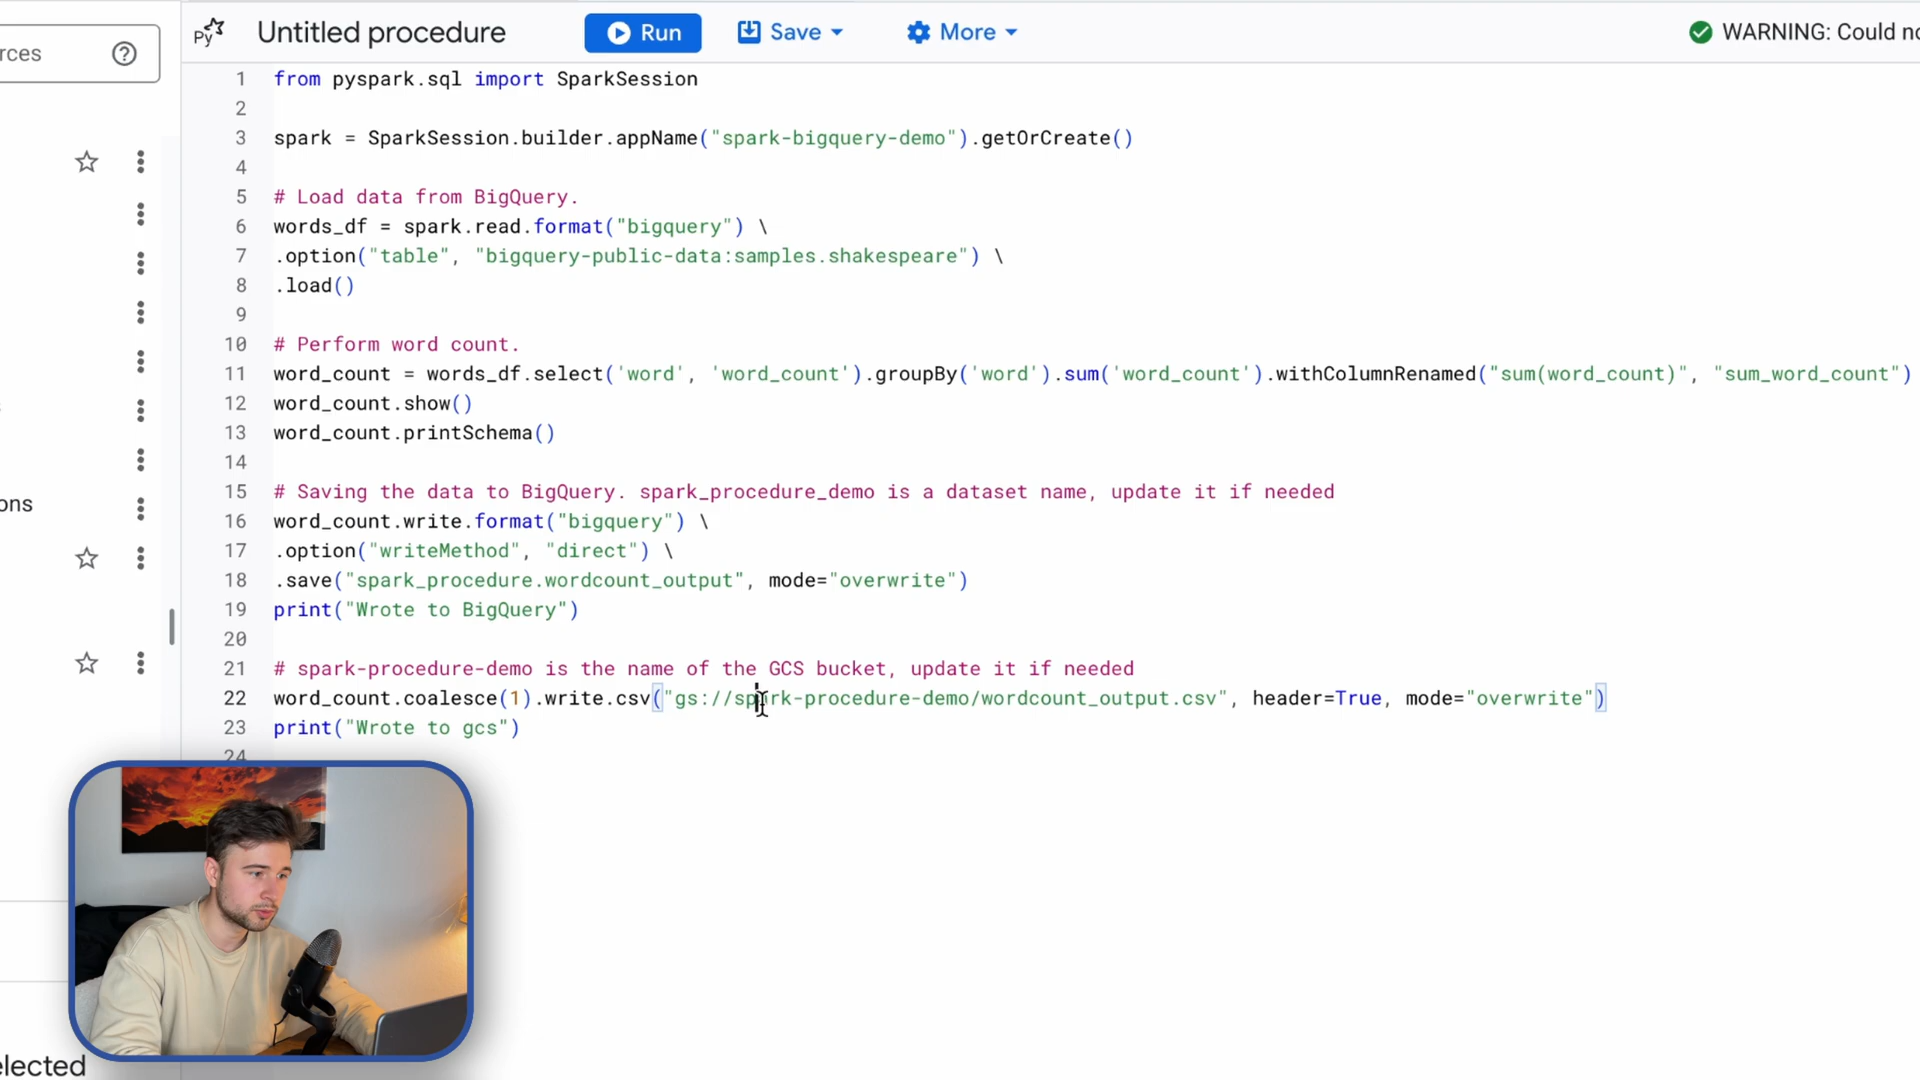 rces
Untitled procedure
Run
Save
More
WARNING: Could no
1 from pyspark.sql import SparkSession
2
3 spark = SparkSession.builder.appName("spark-bigquery-demo").getOrCreate()
4
5 # Load data from BigQuery.
6 words_df = spark.read.format("bigquery") \
7 .option("table", "bigquery-public-data:samples.shakespeare") \
8 .load()
9
10 # Perform word count.
11 word_count = words_df.select('word', 'word_count').groupBy('word').sum('word_count').withColumnRenamed("sum(word_count)", "sum_word_count")
12 word_count.show()
13 word_count.printSchema()
14
15 # Saving the data to BigQuery. spark_procedure_demo is a dataset name, update it if needed
16 word_count.write.format("bigquery") \
17 .option("writeMethod", "direct") \
18 .save("spark_procedure.wordcount_output", mode="overwrite")
19 print("Wrote to BigQuery")
20
21 # spark-procedure-demo is the name of the GCS bucket, update it if needed
22 word_count.coalesce(1).write.csv("gs://spark-procedure-demo/wordcount_output.csv", header=True, mode="overwrite")
23 print("Wrote to gcs")
24
ons
elected